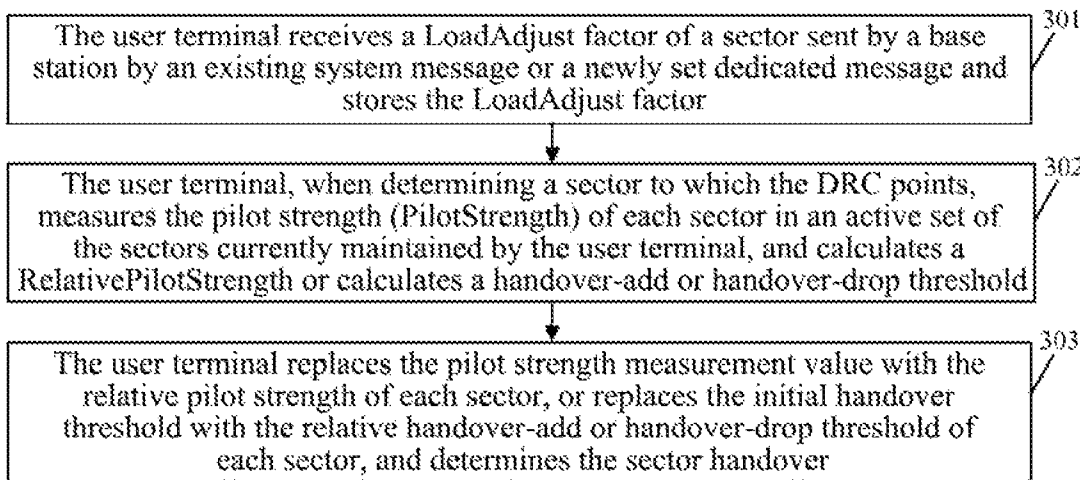 301
The user terminal receives a LoadAdjust factor of a sector sent by a base
station by an existing system message or a newly set dedicated message and
stores the LoadAdjust factor
302
The user terminal, when determining a sector to which the DRC points,
measures the pilot strength (PilotStrength) of each sector in an active set of
the sectors currently maintained by the user terminal, and calculates a
RelativePilotStrength or calculates a handover-add or handover-drop threshold
303
The user terminal replaces the pilot strength measurement value with the
relative pilot strength of each sector, or replaces the initial handover
threshold with the relative handover-add or handover-drop threshold of
each sector, and determines the sector handover